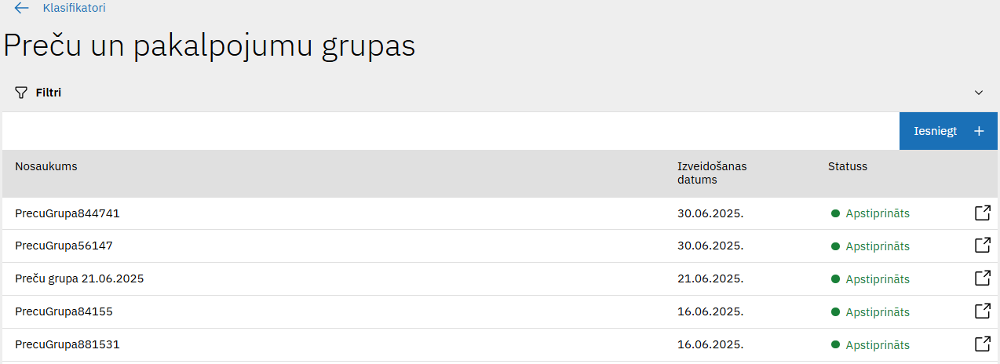 Klasifikatori
Preču un pakalpojumu grupas
Filtri
Iesniegt
Nosaukums
Izveidošanas
datums
Statuss
PrecuGrupa844741 30.06.2025. Apstiprināts
PrecuGrupa56147 30.06.2025. Apstiprināts
Preču grupa 21.06.2025 21.06.2025. Apstiprināts
PrecuGrupa84155 16.06.2025. Apstiprināts
PrecuGrupa881531 16.06.2025. Apstiprināts